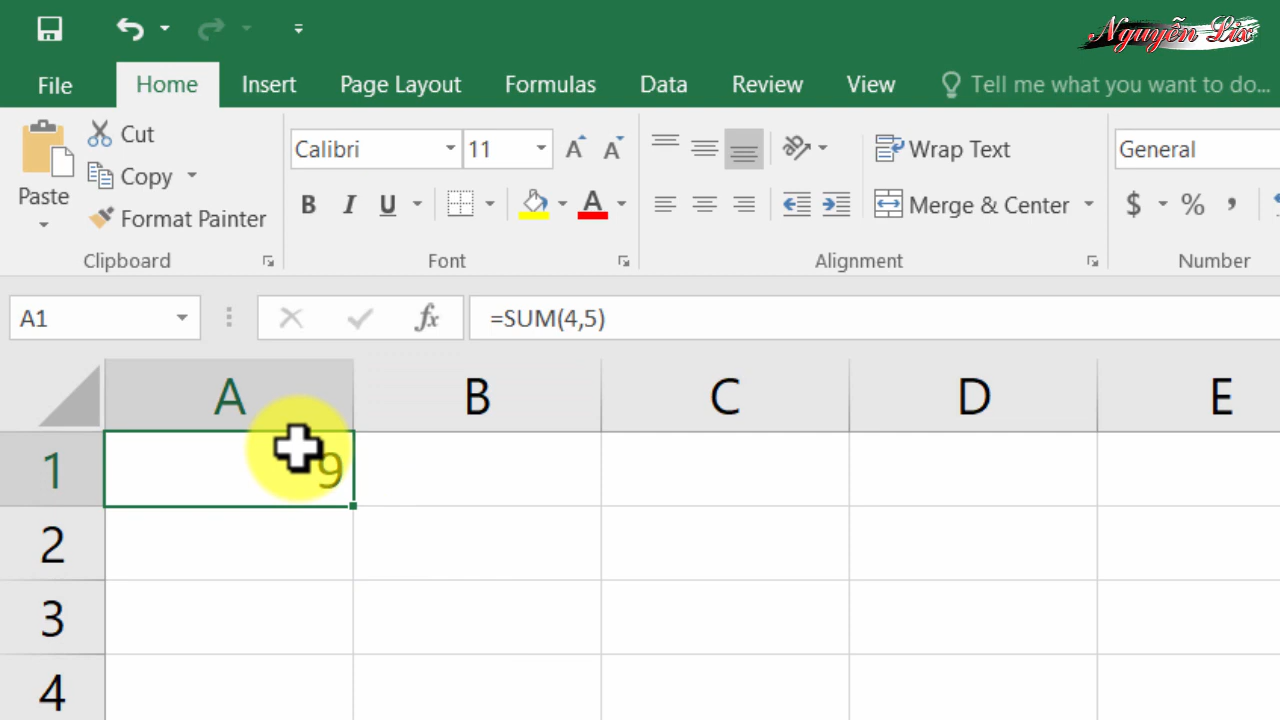 Nguyễn Lix
File Home Insert Page Layout Formulas Data Review View Tell me what you want to do...
Paste
Cut
Copy
Format Painter
Clipboard
Calibri 11
B I U A
Font
Wrap Text
Merge & Center
Alignment
General
$ % ,
Number
A1 fx =SUM(4,5)
A B C D E
1 9
2
3
4